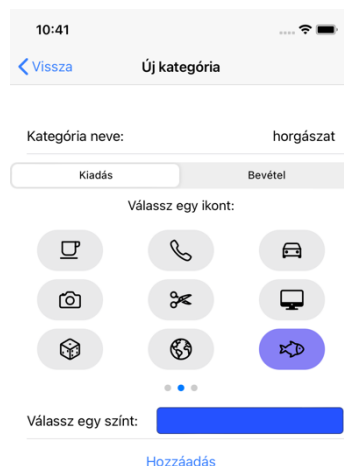 10:41
Vissza Új kategória
Kategória neve: horgászat
Kiadás Bevétel
Válassz egy ikont:
Válassz egy színt:
Hozzáadás